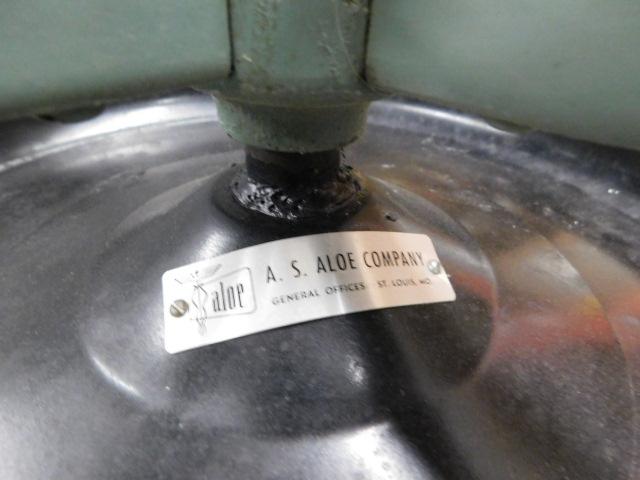 aloe
A. S. ALOE COMPANY
GENERAL OFFICES ST. LOUIS, MO.